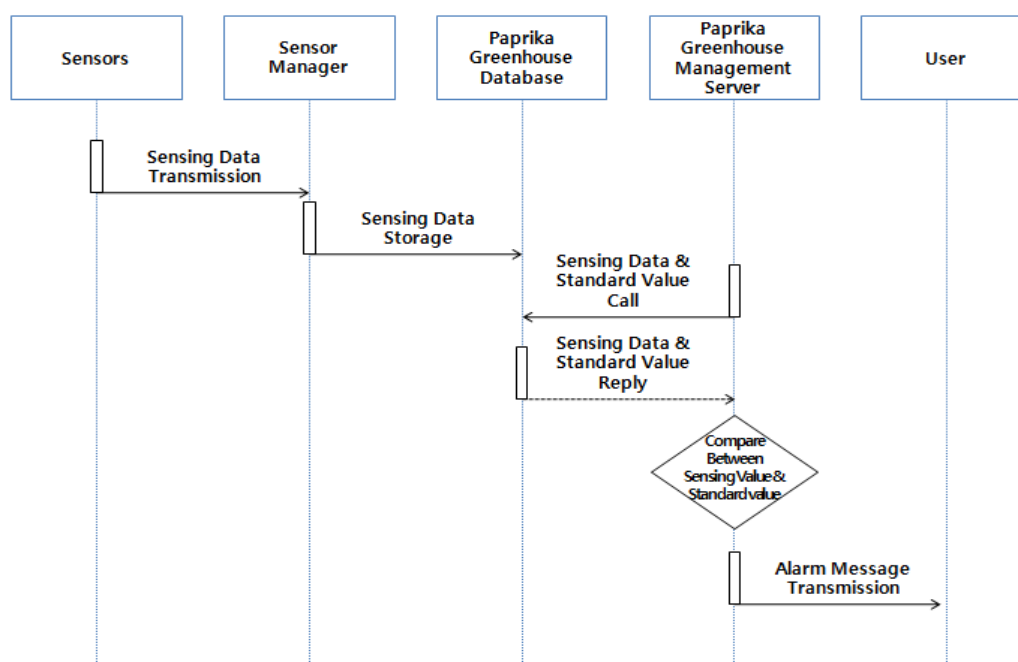 Sensors
Sensor
Manager
Paprika
Greenhouse
Database
Paprika
Greenhouse
Management
Server
User
Sensing Data
Transmission
Sensing Data
Storage
Sensing Data &
Standard Value
Call
Sensing Data &
Standard Value
Reply
Compare
Between
Sensing Value &
Standard value
Alarm Message
Transmission